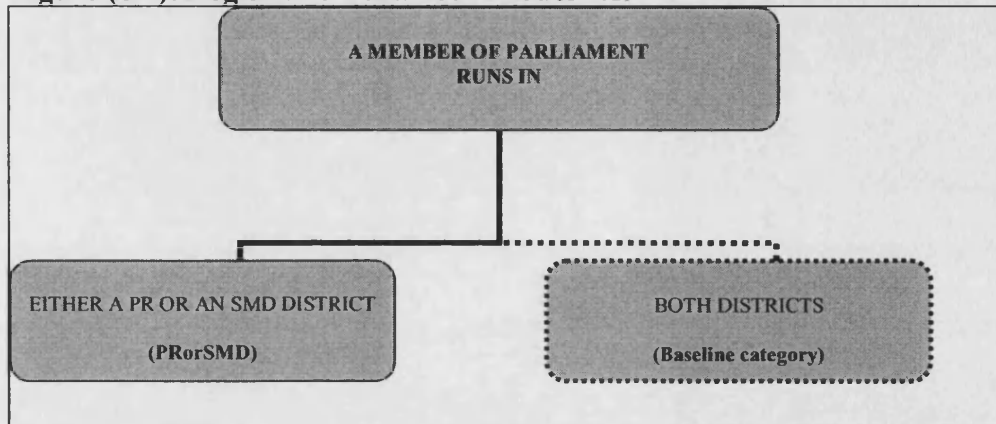 A MEMBER OF PARLIAMENT
RUNS IN
EITHER A PR OR AN SMD DISTRICT
(PRorSMD)
BOTH DISTRICTS
(Baseline category)